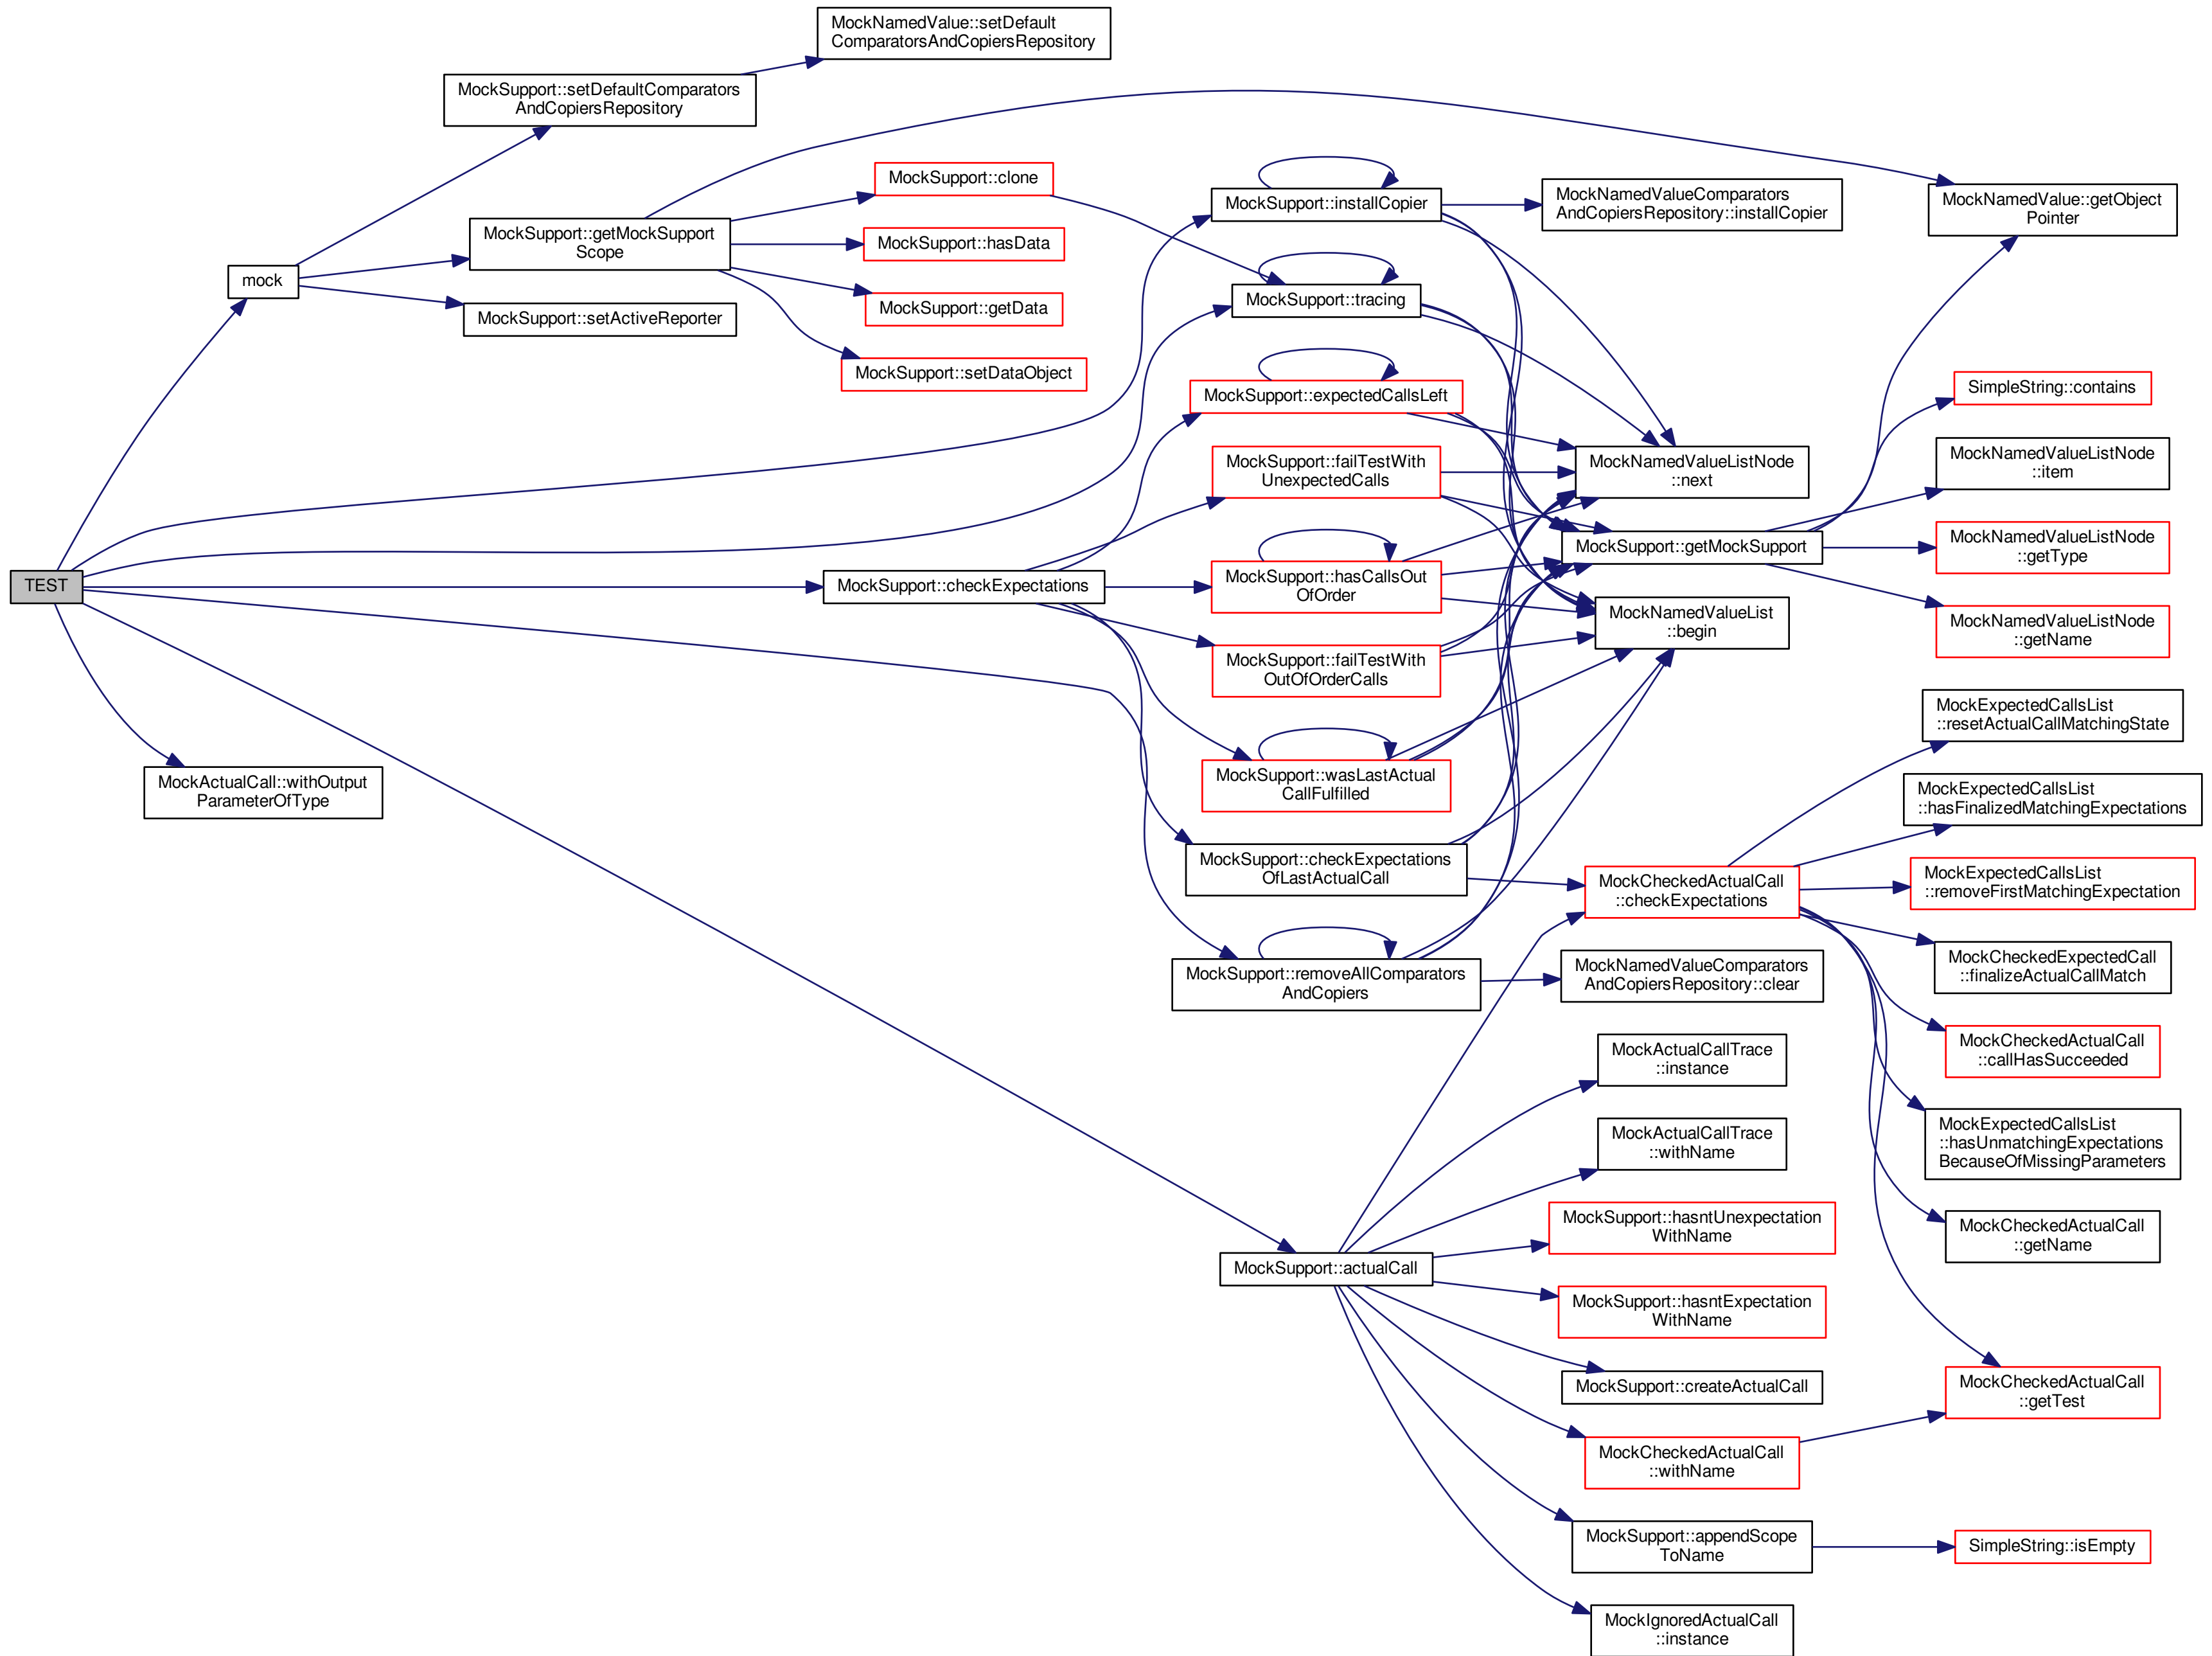 MockNamedValue::setDefault
ComparatorsAndCopiersRepository
MockSupport::setDefaultComparators
AndCopiersRepository
MockSupport::clone
MockSupport::installCopier
MockNamedValueComparators
AndCopiersRepository::installCopier
MockNamedValue::getObject
Pointer
MockSupport::getMockSupport
Scope
MockSupport::hasData
mock
MockSupport::getData
MockSupport::tracing
MockSupport::setActiveReporter
MockSupport::setDataObject
MockSupport::expectedCallsLeft
SimpleString::contains
MockSupport::failTestWith
UnexpectedCalls
MockNamedValueListNode
::next
MockNamedValueListNode
::item
MockSupport::getMockSupport
MockNamedValueListNode
::getType
TEST
MockSupport::checkExpectations
MockSupport::hasCallsOut
OfOrder
MockNamedValueList
::begin
MockNamedValueListNode
::getName
MockSupport::failTestWith
OutOfOrderCalls
MockExpectedCallsList
::resetActualCallMatchingState
MockActualCall::withOutput
ParameterOfType
MockSupport::wasLastActual
CallFulfilled
MockExpectedCallsList
::hasFinalizedMatchingExpectations
MockSupport::checkExpectations
OfLastActualCall
MockCheckedActualCall
::checkExpectations
MockExpectedCallsList
::removeFirstMatchingExpectation
MockSupport::removeAllComparators
AndCopiers
MockNamedValueComparators
AndCopiersRepository::clear
MockCheckedExpectedCall
::finalizeActualCallMatch
MockActualCallTrace
::instance
MockCheckedActualCall
::callHasSucceeded
MockActualCallTrace
::withName
MockExpectedCallsList
::hasUnmatchingExpectations
BecauseOfMissingParameters
MockSupport::hasntUnexpectation
WithName
MockCheckedActualCall
::getName
MockSupport::actualCall
MockSupport::hasntExpectation
WithName
MockSupport::createActualCall
MockCheckedActualCall
::getTest
MockCheckedActualCall
::withName
MockSupport::appendScope
ToName
SimpleString::isEmpty
MockIgnoredActualCall
::instance